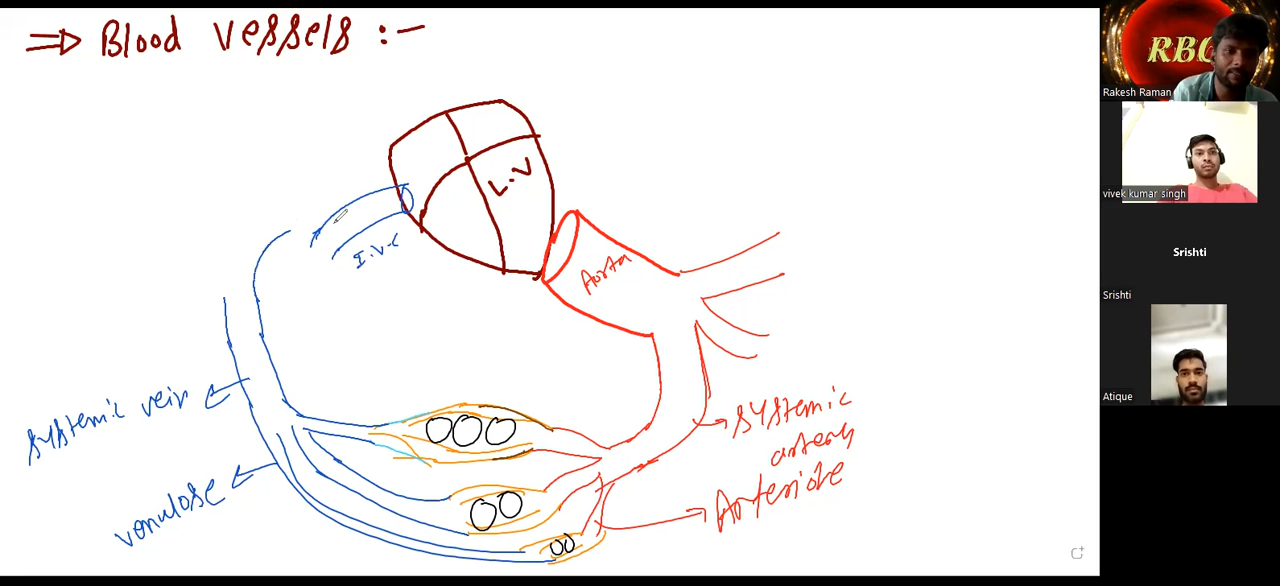 ⇒ Blood Vessels :-
L.V
I.V.C
Aorta
systemic vein
venulose
systemic
artery
Arteriole
RBC
Rakesh Raman
vivek kumar singh
Srishti
Srishti
Atique